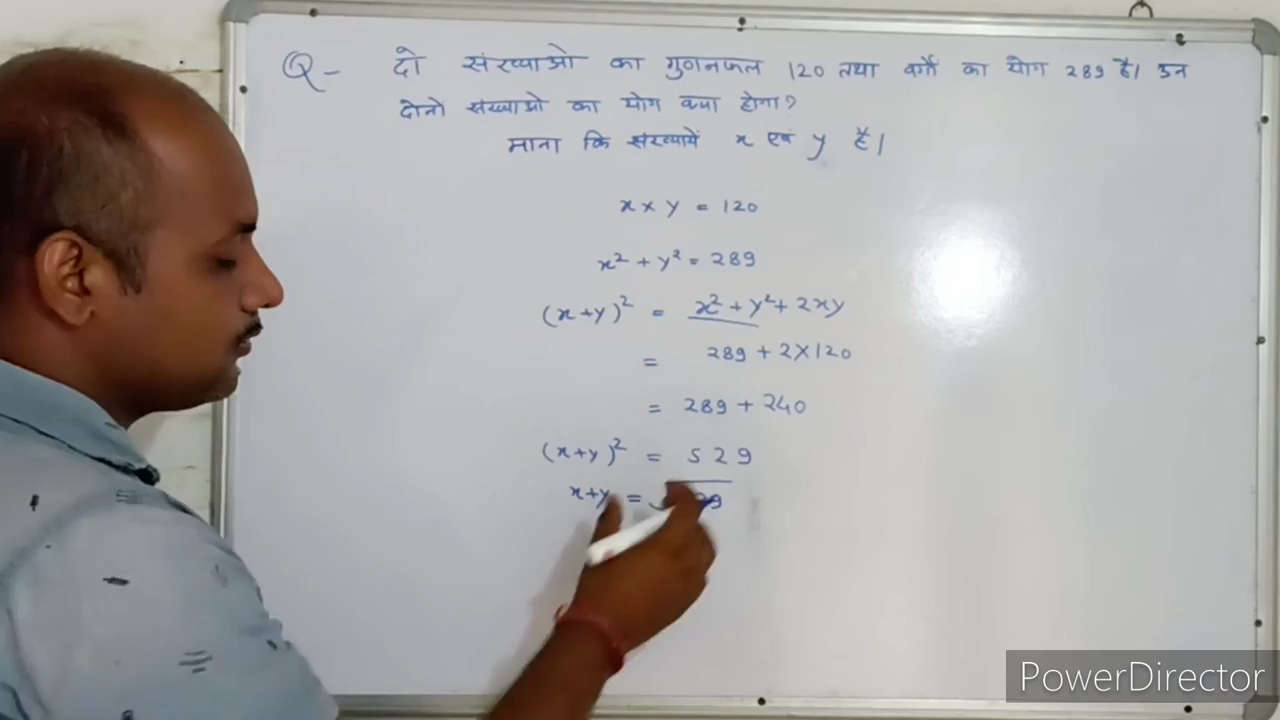 Q- दो संख्याओ का गुणनफल 120 तथा वर्गों का योग 289 है। उन
दोनो संख्याओ का योग क्या होगा?
माना कि संख्यायें x एवं y है।
x × y = 120
x² + y² = 289
(x+y)² = x² + y² + 2xy
= 289 + 2×120
= 289 + 240
(x+y)² = 529
x+y =
PowerDirector